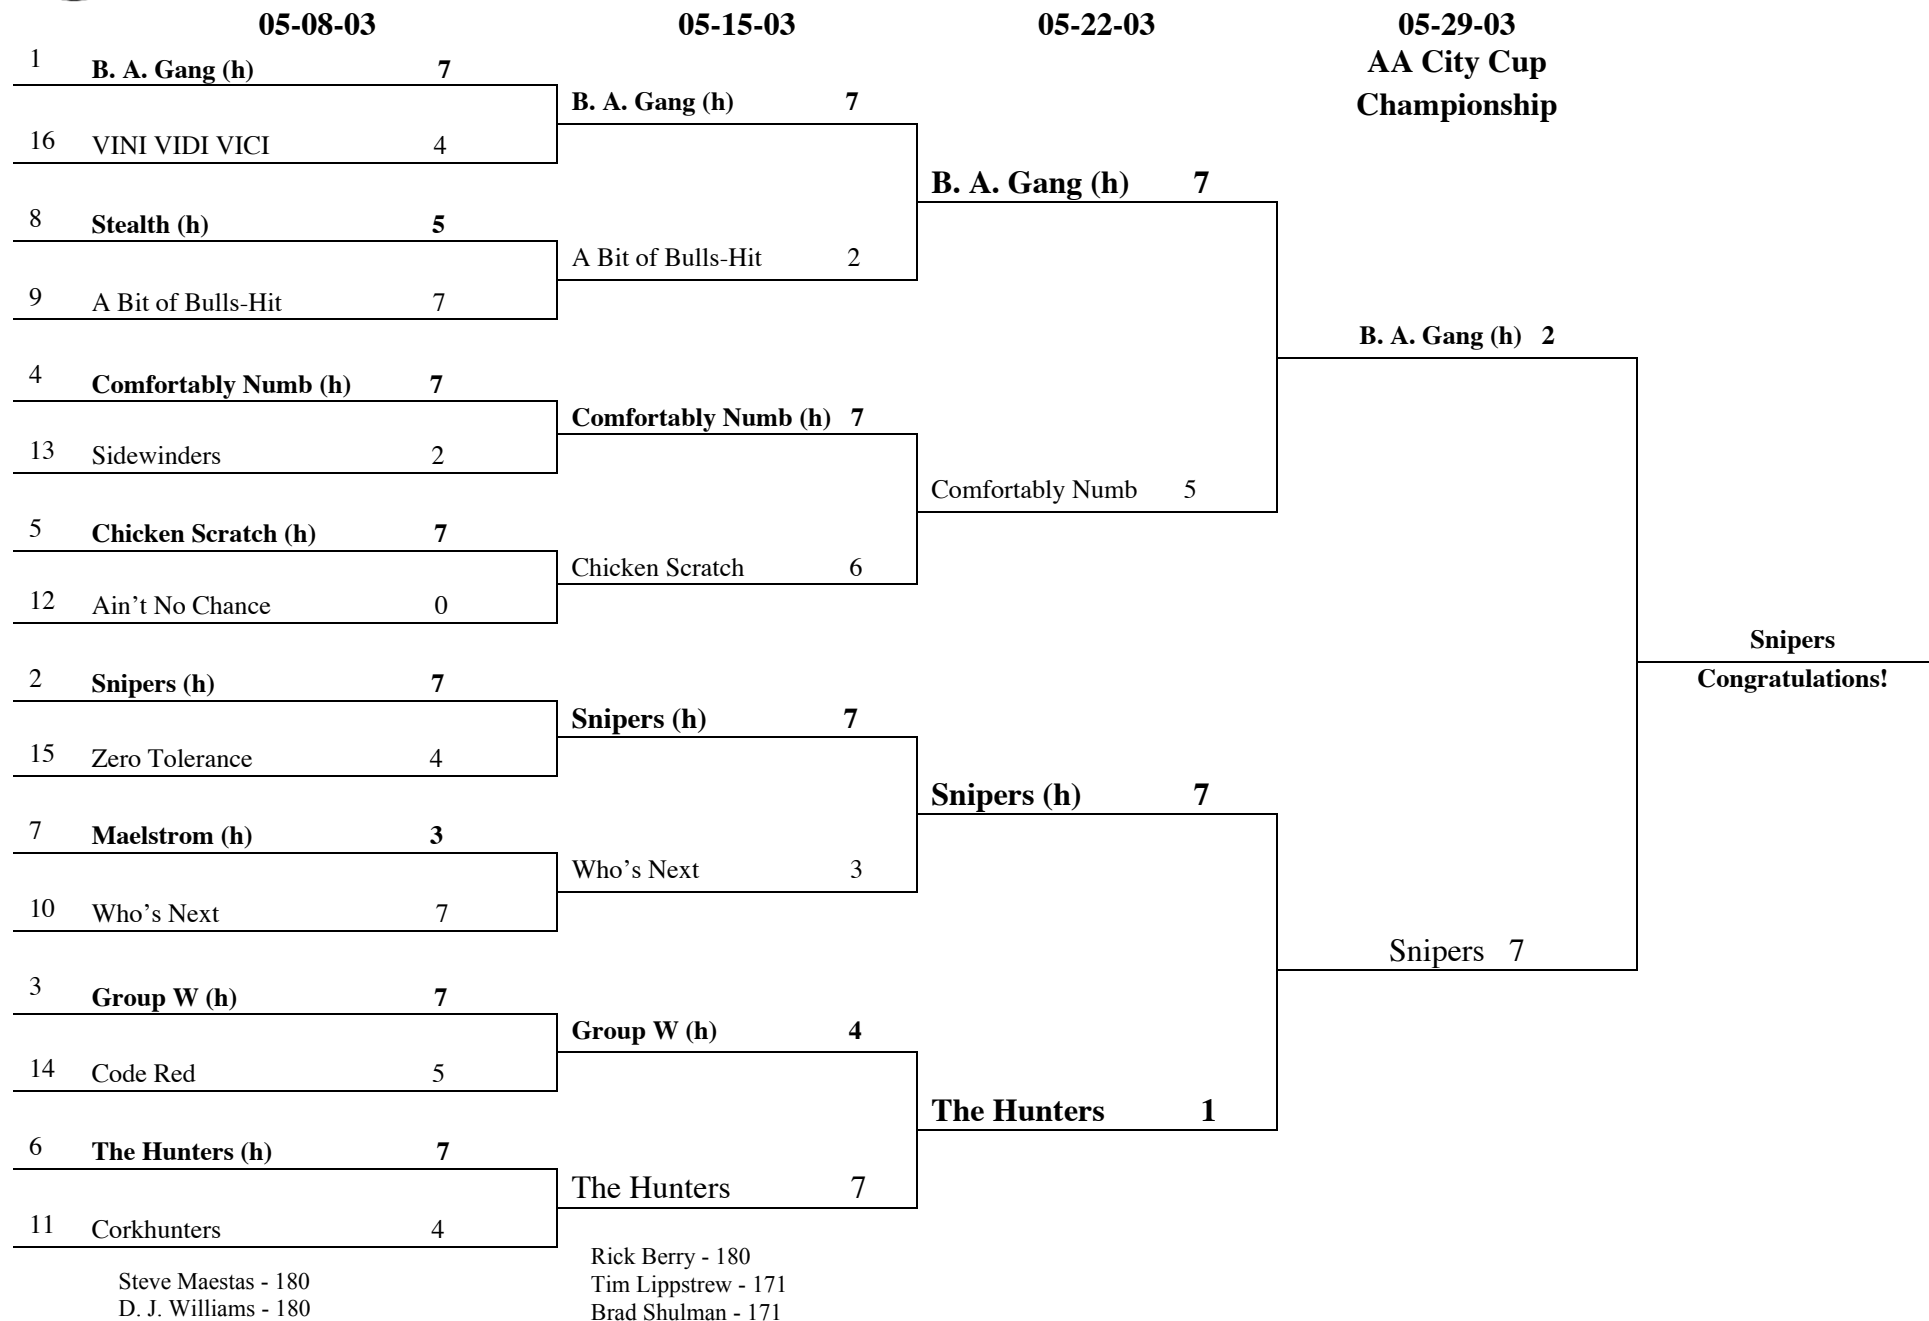 05-08-03 05-15-03 05-22-03 05-29-03
AA City Cup
Championship
1 B. A. Gang (h) 7
16 VINI VIDI VICI 4
8 Stealth (h) 5
9 A Bit of Bulls-Hit 7
4 Comfortably Numb (h) 7
13 Sidewinders 2
5 Chicken Scratch (h) 7
12 Ain't No Chance 0
2 Snipers (h) 7
15 Zero Tolerance 4
7 Maelstrom (h) 3
10 Who's Next 7
3 Group W (h) 7
14 Code Red 5
6 The Hunters (h) 7
11 Corkhunters 4
Steve Maestas - 180
D. J. Williams - 180
B. A. Gang (h) 7
A Bit of Bulls-Hit 2
Comfortably Numb (h) 7
Chicken Scratch 6
Snipers (h) 7
Who's Next 3
Group W (h) 4
The Hunters 7
Rick Berry - 180
Tim Lippstrew - 171
Brad Shulman - 171
B. A. Gang (h) 7
Comfortably Numb 5
Snipers (h) 7
The Hunters 1
B. A. Gang (h) 2
Snipers 7
Snipers
Congratulations!